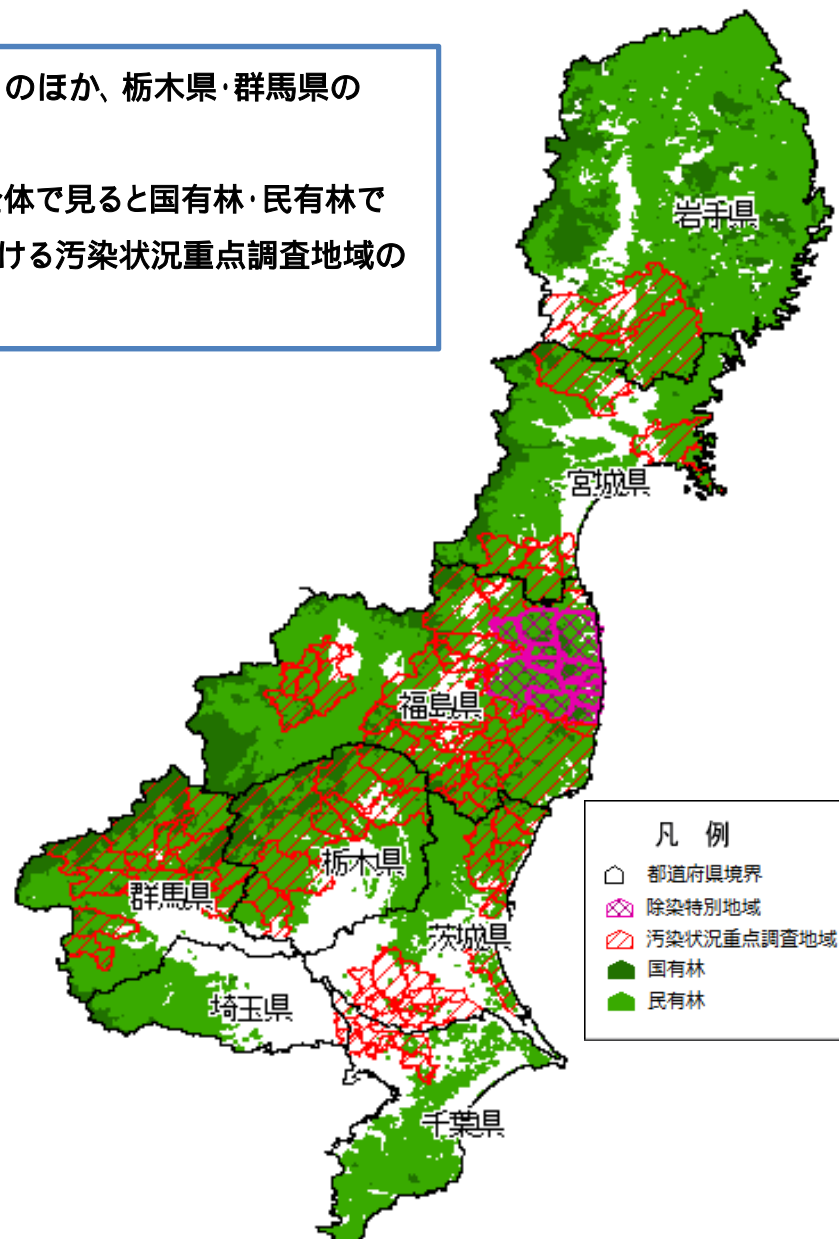 のほか、栃木県・群馬県の
体で見ると国有林・民有林で
ける汚染状況重点調査地域の
岩手県
宮城県
福島県
栃木県
群馬県
茨城県
埼玉県
千葉県
凡 例
都道府県境界
除染特別地域
汚染状況重点調査地域
国有林
民有林